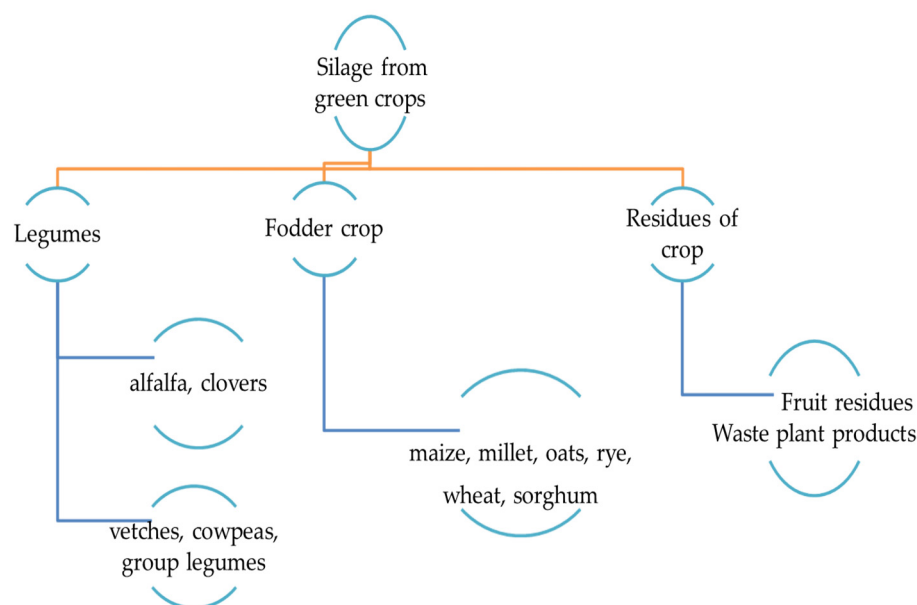 Silage from
green crops
Legumes
Fodder crop
Residues of
crop
alfalfa, clovers
vetches, cowpeas,
group legumes
maize, millet, oats, rye,
wheat, sorghum
Fruit residues
Waste plant products